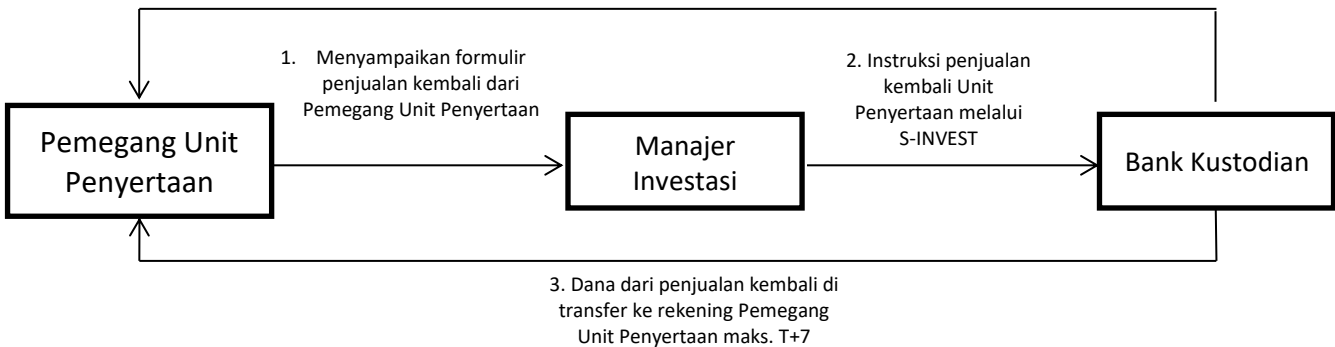 1. Menyampaikan formulir
penjualan kembali dari
Pemegang Unit Penyertaan
2. Instruksi penjualan
kembali Unit
Penyertaan melalui
S-INVEST
Pemegang Unit
Penyertaan
Manajer
Investasi
Bank Kustodian
3. Dana dari penjualan kembali di
transfer ke rekening Pemegang
Unit Penyertaan maks. T+7